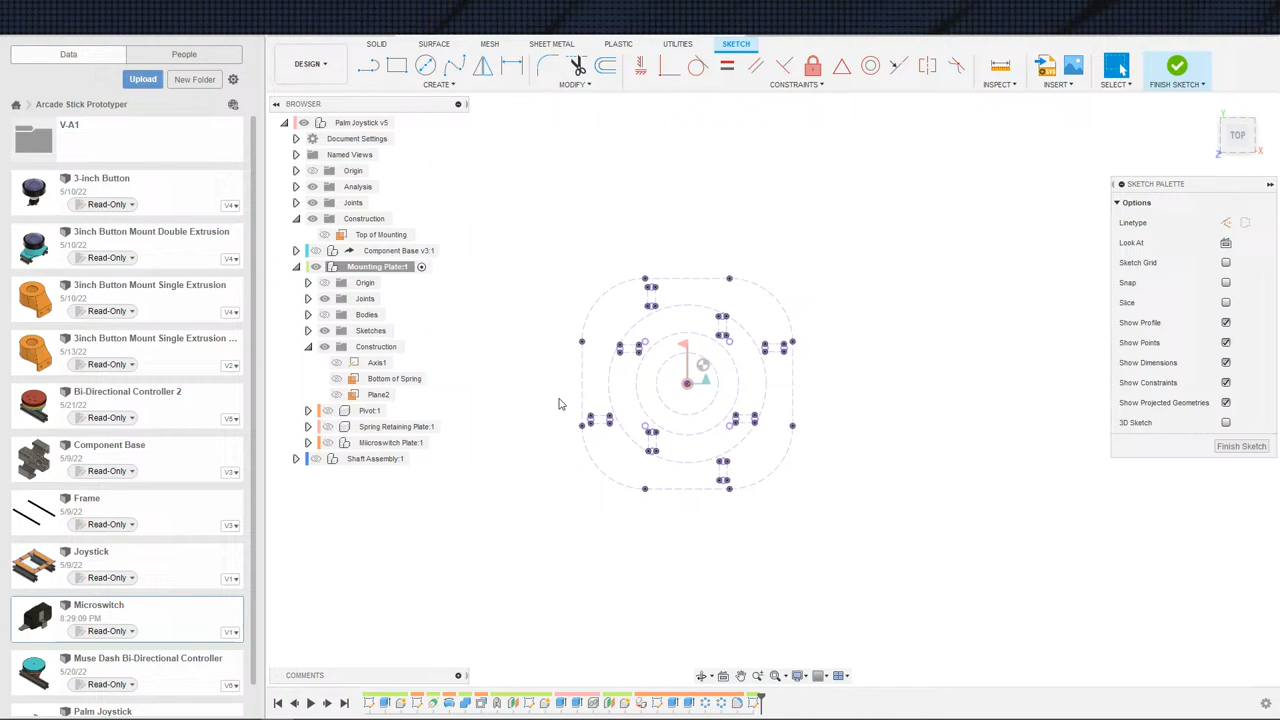 SOLID SURFACE MESH SHEET METAL PLASTIC UTILITIES SKETCH
Data People
DESIGN
Upload New Folder
CREATE MODIFY CONSTRAINTS INSPECT INSERT SELECT FINISH SKETCH
Arcade Stick Prototyper
BROWSER
V-A1
Palm Joystick v5
Document Settings
Named Views
Origin
Analysis
Joints
Construction
Top of Mounting
Component Base v3:1
Mounting Plate:1
Origin
Joints
Bodies
Sketches
Construction
Axis1
Bottom of Spring
Plane2
Pivot:1
Spring Retaining Plate:1
Miicroswitch Plate:1
Shaft Assembly:1
3-inch Button
5/10/22
Read-Only V4
3inch Button Mount Double Extrusion
5/10/22
Read-Only V4
3inch Button Mount Single Extrusion
5/10/22
Read-Only V4
3inch Button Mount Single Extrusion ...
5/13/22
Read-Only V2
Bi-Directional Controller 2
5/21/22
Read-Only V5
Component Base
5/9/22
Read-Only V3
Frame
5/9/22
Read-Only V3
Joystick
5/9/22
Read-Only V1
Microswitch
8:29:09 PM
Read-Only V1
Muse Dash Bi-Directional Controller
5/20/22
Read-Only V6
Palm Joystick
COMMENTS
Y
TOP
X
Z
SKETCH PALETTE
Options
Linetype
Look At
Sketch Grid
Snap
Slice
Show Profile
Show Points
Show Dimensions
Show Constraints
Show Projected Geometries
3D Sketch
Finish Sketch